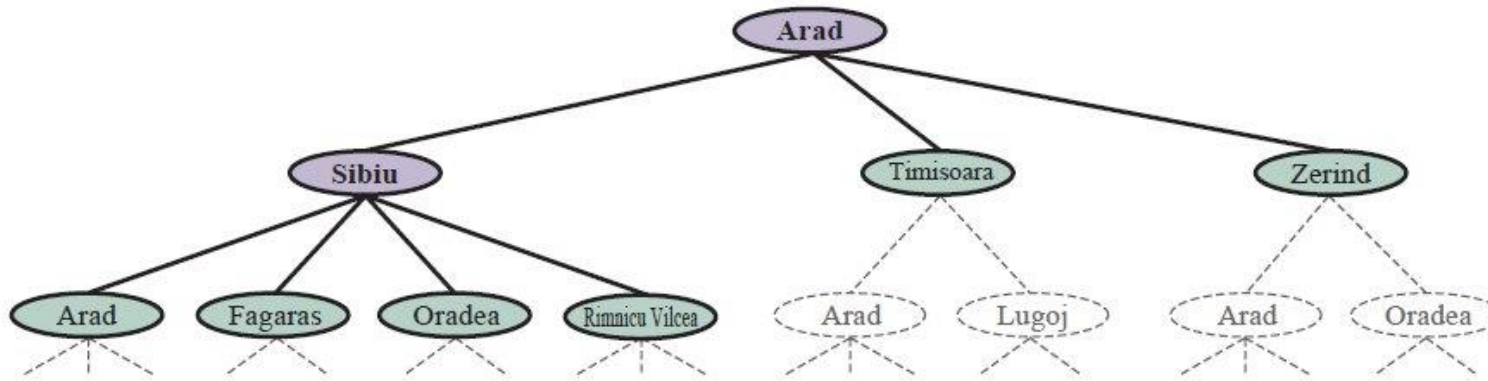 Arad
Sibiu
Timisoara
Zerind
Arad
Fagaras
Oradea
Rimnicu Vilcea
Arad
Lugoj
Arad
Oradea